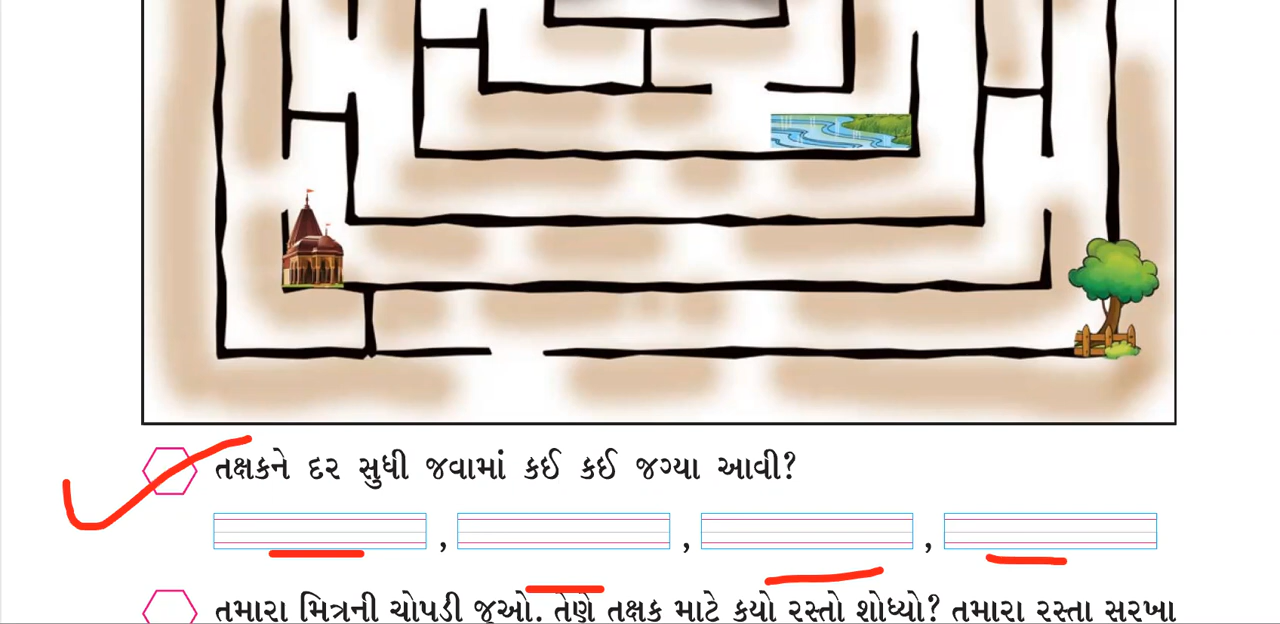 તક્ષકને દર સુધી જવામાં કઈ કઈ જગ્યા આવી?
, , ,
તમારા મિત્રની ચોપડી જૂઓ. તેણે તક્ષક માટે કયો રસ્તો શોધ્યો? તમારા રસ્તા સરખા